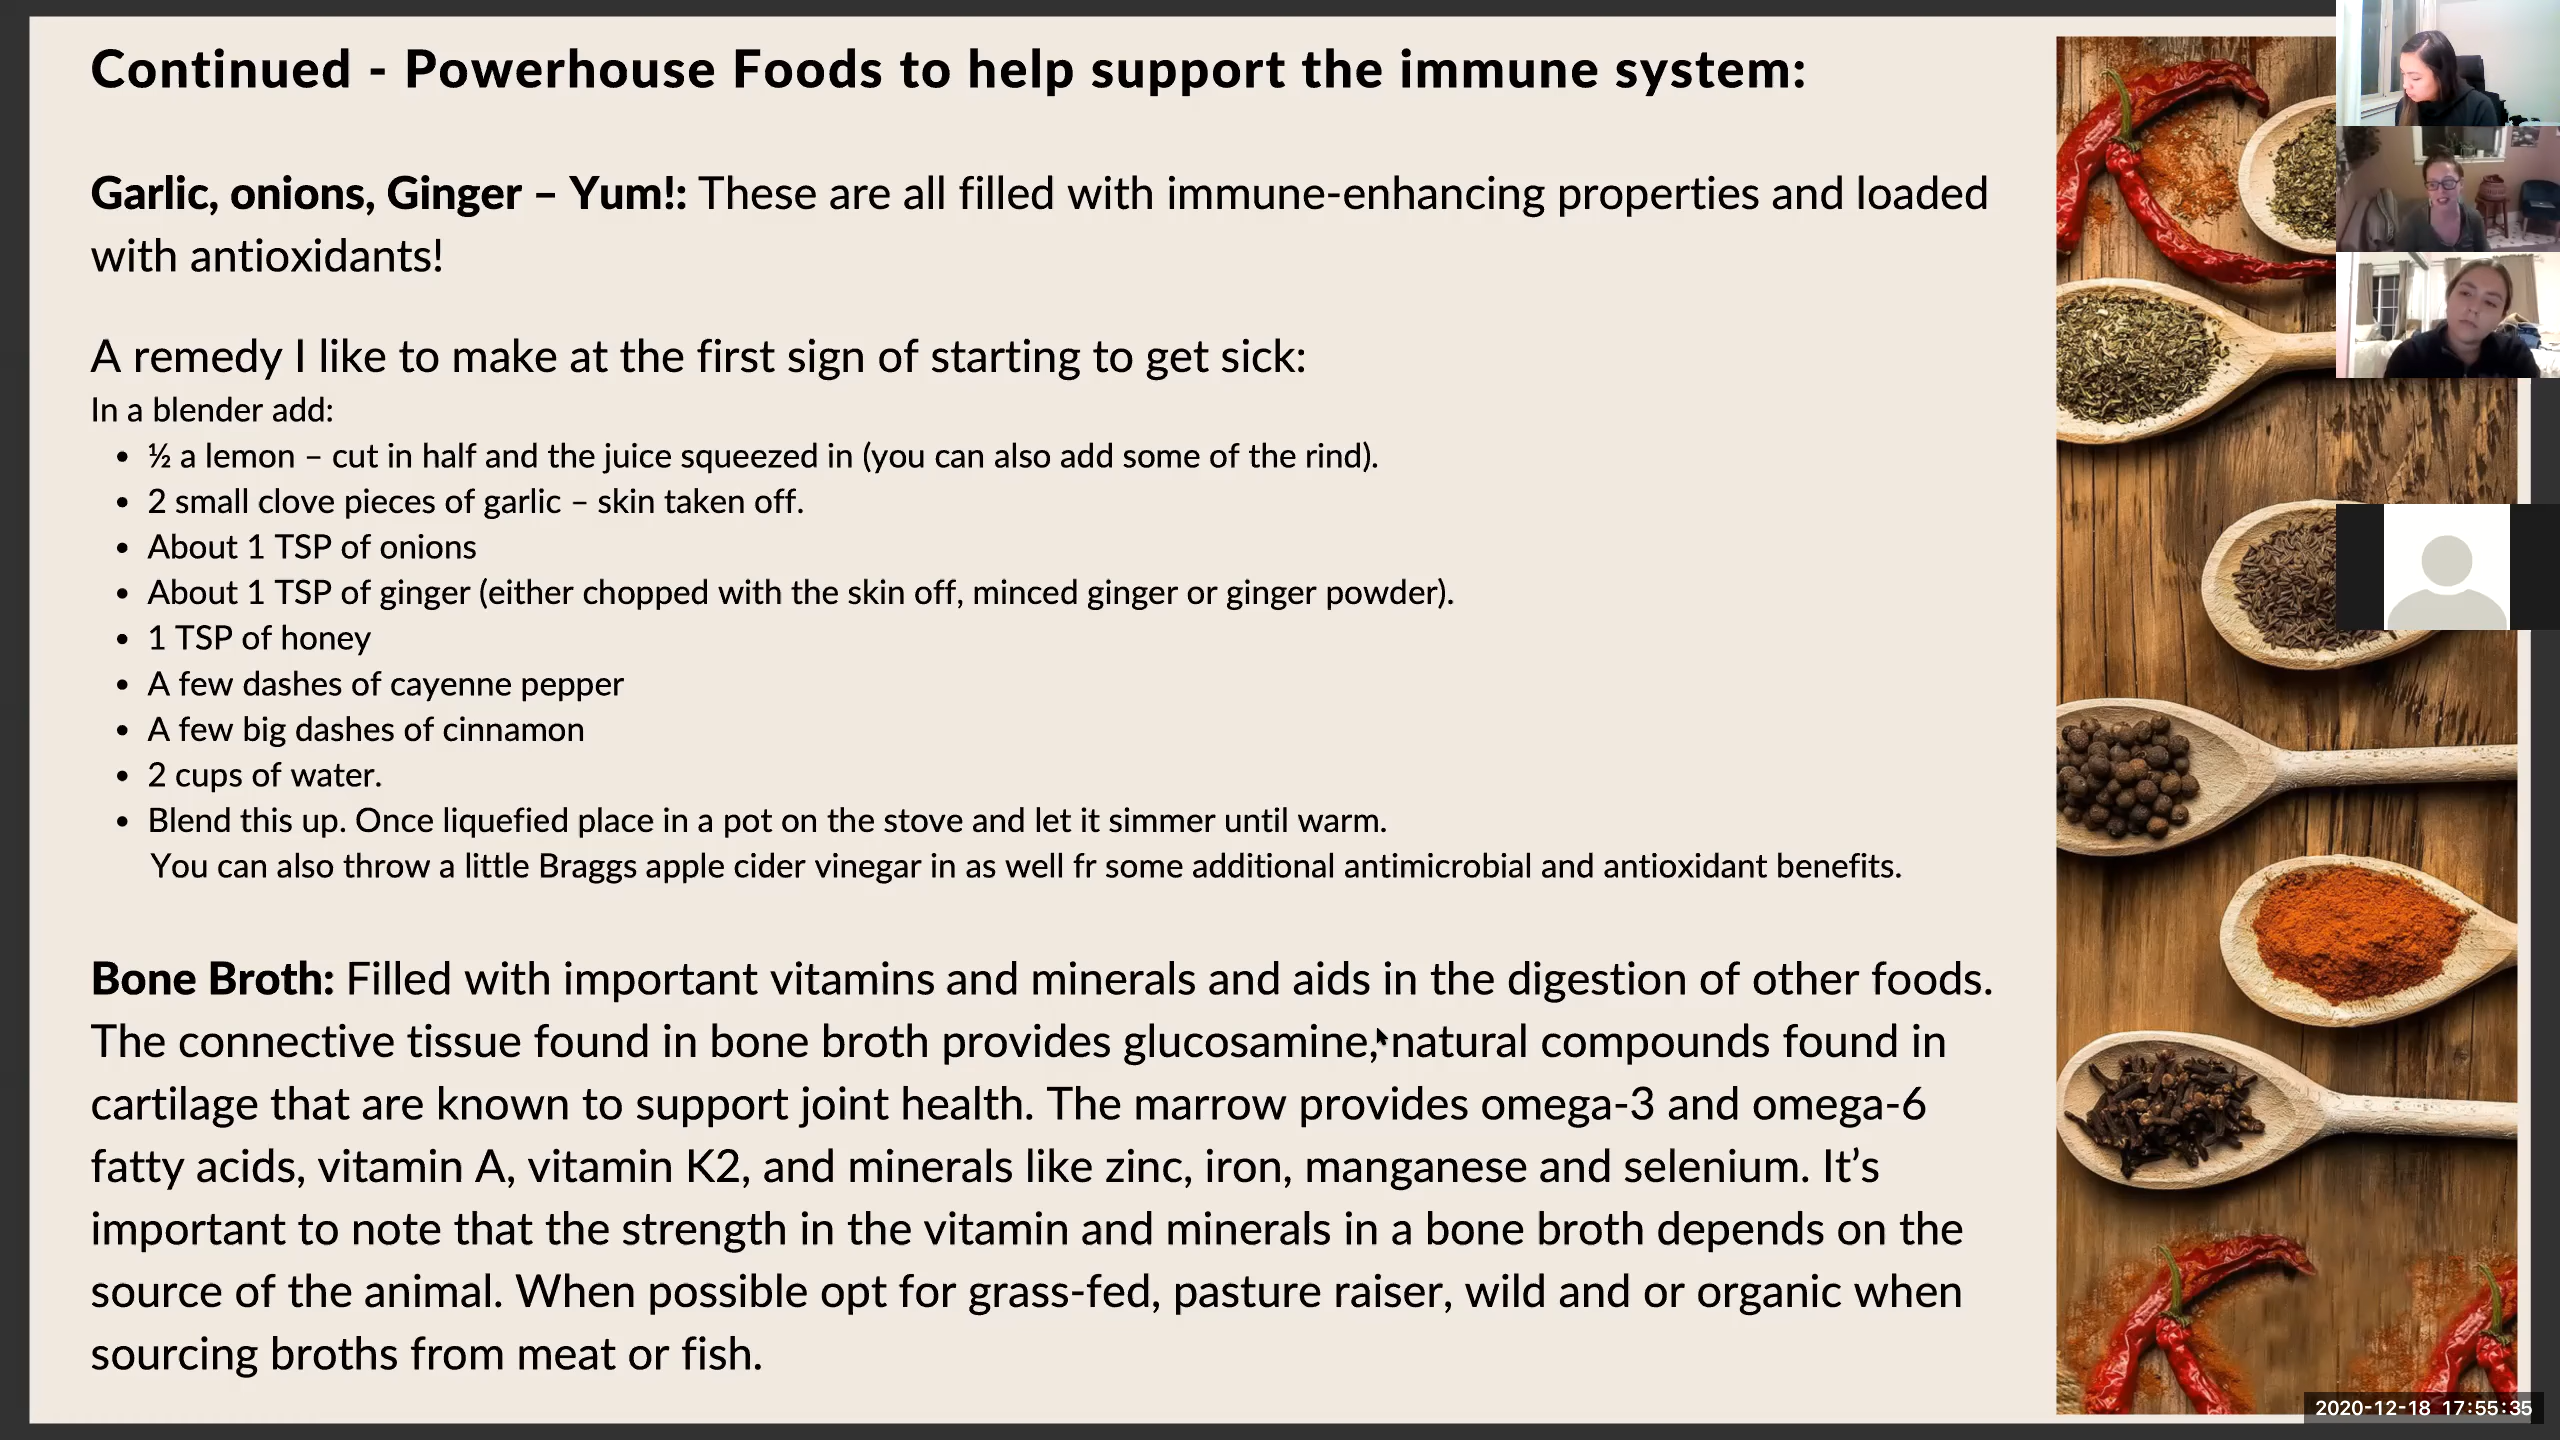 Continued - Powerhouse Foods to help support the immune system:
Garlic, onions, Ginger – Yum!: These are all filled with immune-enhancing properties and loaded
with antioxidants!
A remedy I like to make at the first sign of starting to get sick:
In a blender add:
• ½ a lemon – cut in half and the juice squeezed in (you can also add some of the rind).
• 2 small clove pieces of garlic – skin taken off.
• About 1 TSP of onions
• About 1 TSP of ginger (either chopped with the skin off, minced ginger or ginger powder).
• 1 TSP of honey
• A few dashes of cayenne pepper
• A few big dashes of cinnamon
• 2 cups of water.
• Blend this up. Once liquefied place in a pot on the stove and let it simmer until warm.
You can also throw a little Braggs apple cider vinegar in as well fr some additional antimicrobial and antioxidant benefits.
Bone Broth: Filled with important vitamins and minerals and aids in the digestion of other foods.
The connective tissue found in bone broth provides glucosamine, natural compounds found in
cartilage that are known to support joint health. The marrow provides omega-3 and omega-6
fatty acids, vitamin A, vitamin K2, and minerals like zinc, iron, manganese and selenium. It’s
important to note that the strength in the vitamin and minerals in a bone broth depends on the
source of the animal. When possible opt for grass-fed, pasture raiser, wild and or organic when
sourcing broths from meat or fish.
2020-12-18 17:55:35